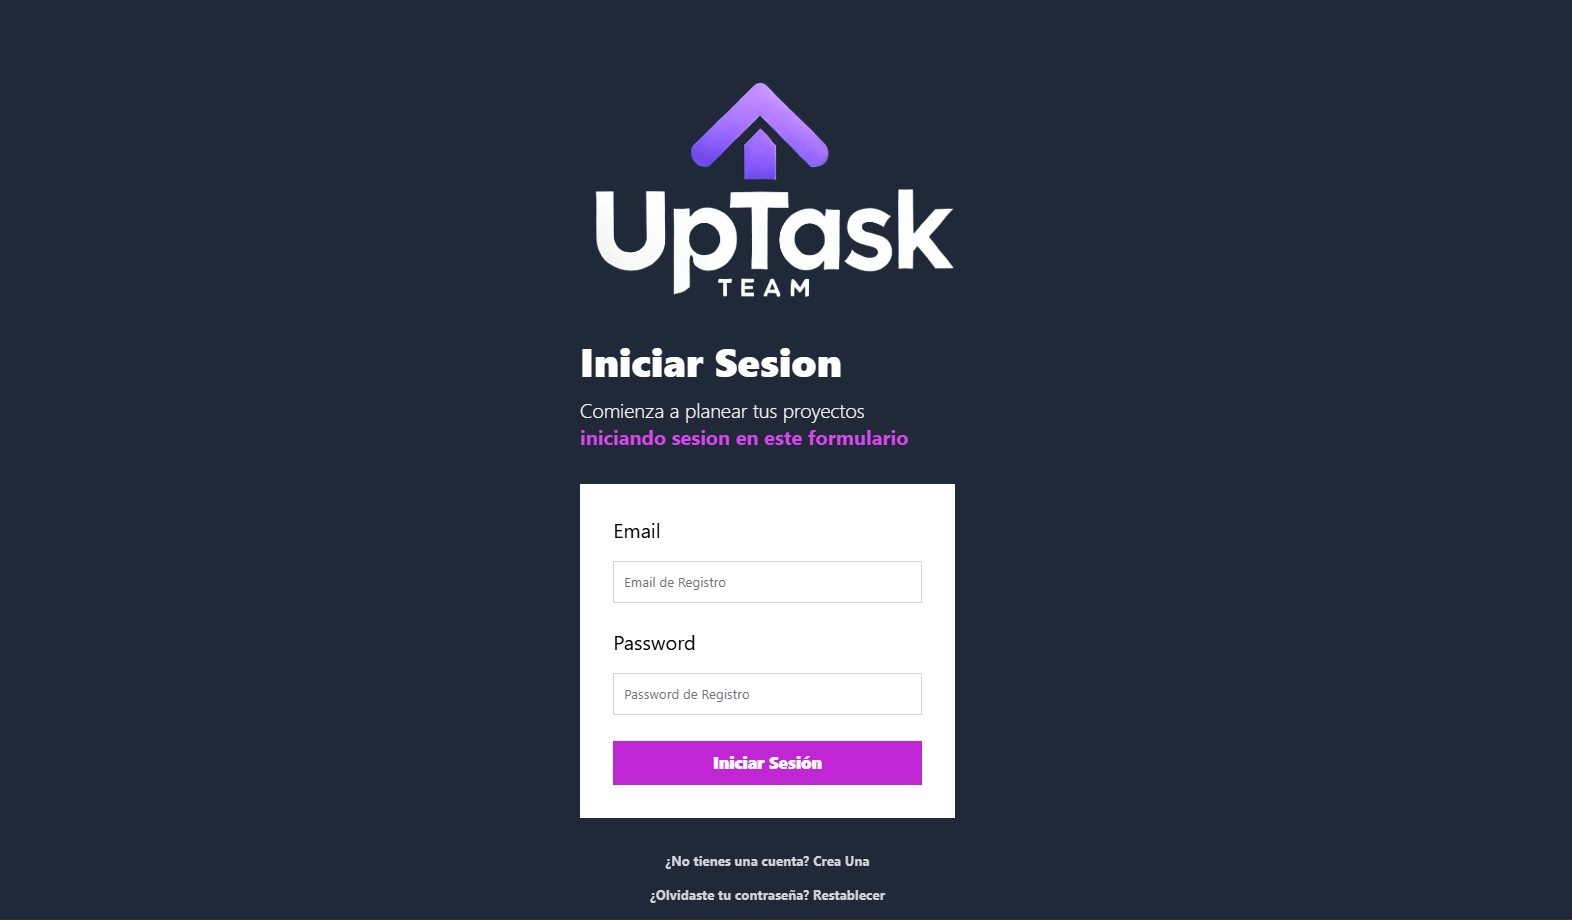 UpTask
TEAM
Iniciar Sesion
Comienza a planear tus proyectos
iniciando sesion en este formulario
Email
Email de Registro
Password
Password de Registro
Iniciar Sesión
¿No tienes una cuenta? Crea Una
¿Olvidaste tu contraseña? Restablecer